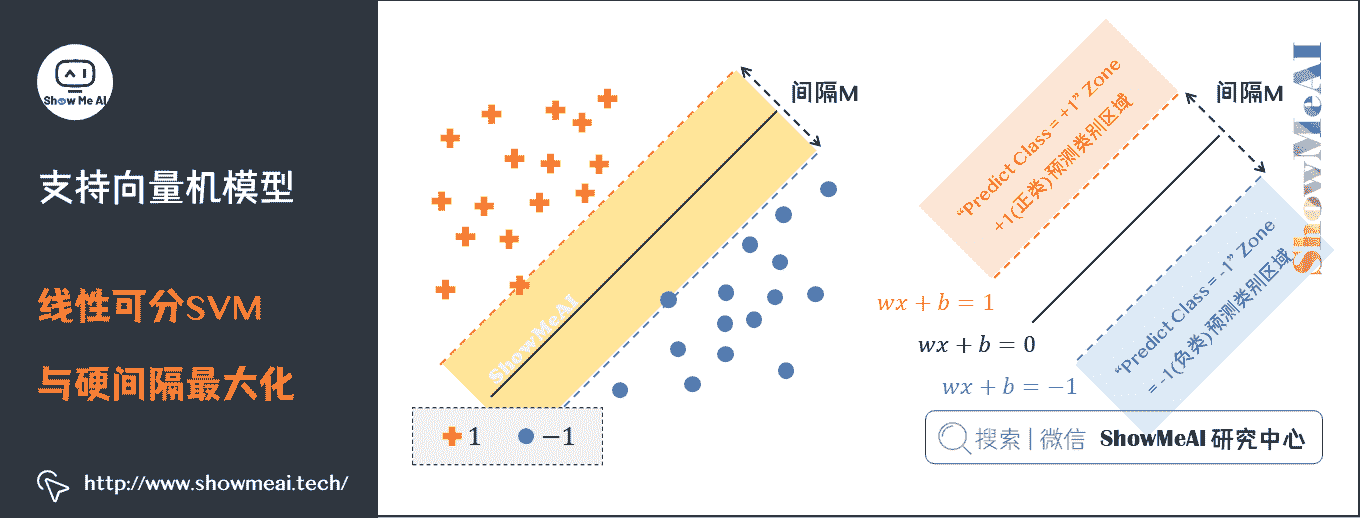 Show Me AI
支持向量机模型
线性可分SVM
与硬间隔最大化
http://www.showmeai.tech/
间隔M
ShowMeAI
1
−1
间隔M
ShowMeAI
“Predict Class = +1” Zone
+1(正类)预测类别区域
wx + b = 1
wx + b = 0
wx + b = −1
“Predict Class = -1” Zone
= -1(负类)预测类别区域
搜索 | 微信 ShowMeAI 研究中心